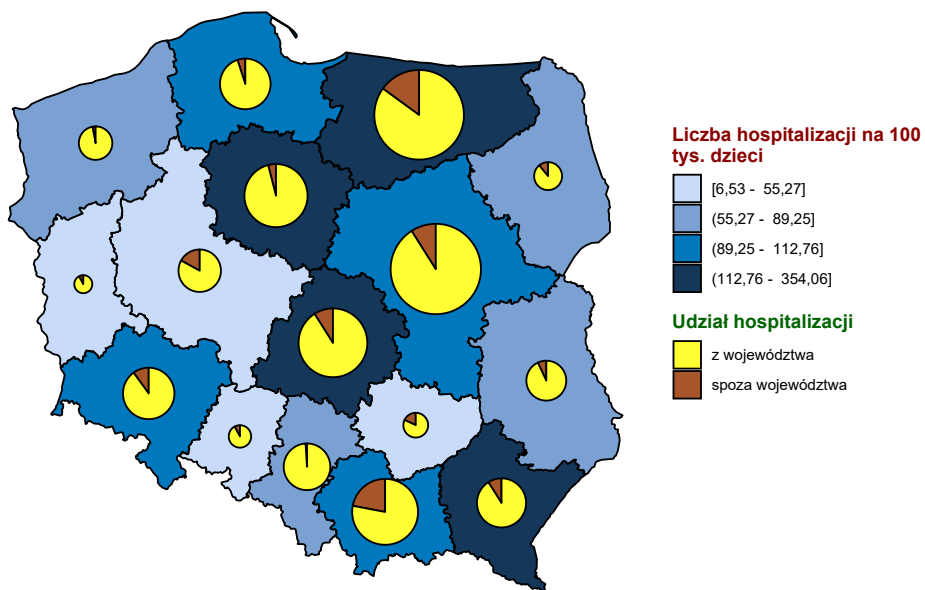 Liczba hospitalizacji na 100
tys. dzieci
[6,53 - 55,27]
(55,27 - 89,25]
(89,25 - 112,76]
(112,76 - 354,06]
Udział hospitalizacji
z województwa
spoza województwa